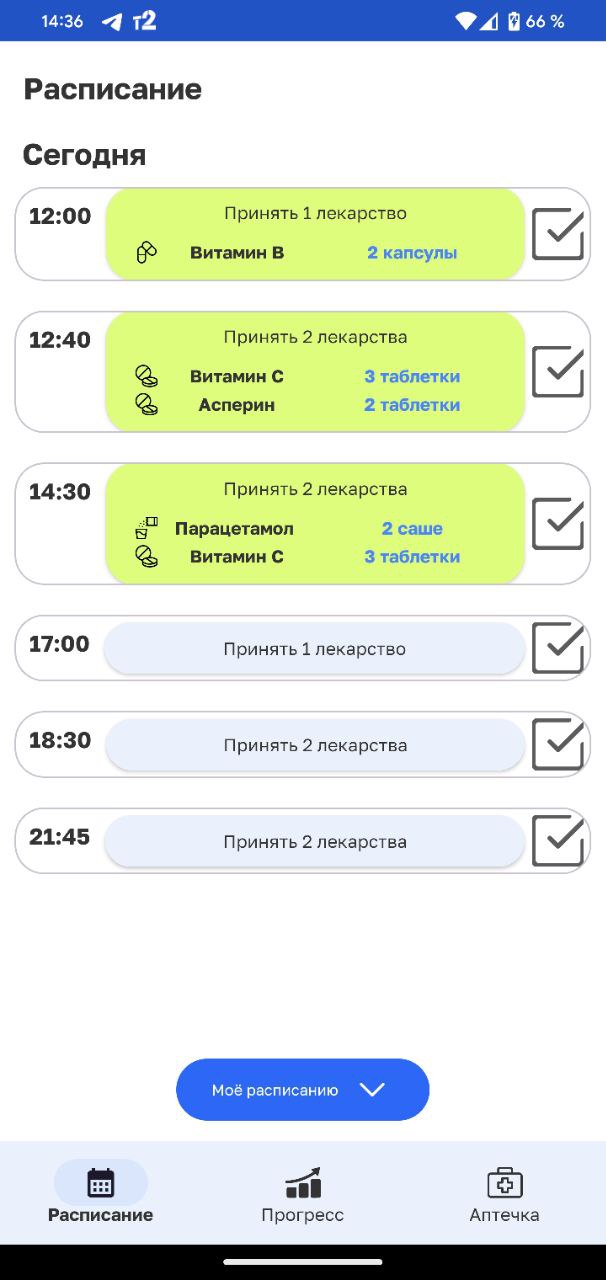 14:36 т2 66 %
Расписание
Сегодня
12:00 Принять 1 лекарство
Витамин B 2 капсулы
12:40 Принять 2 лекарства
Витамин C 3 таблетки
Асперин 2 таблетки
14:30 Принять 2 лекарства
Парацетамол 2 саше
Витамин C 3 таблетки
17:00 Принять 1 лекарство
18:30 Принять 2 лекарства
21:45 Принять 2 лекарства
Моё расписанию
Расписание Прогресс Аптечка